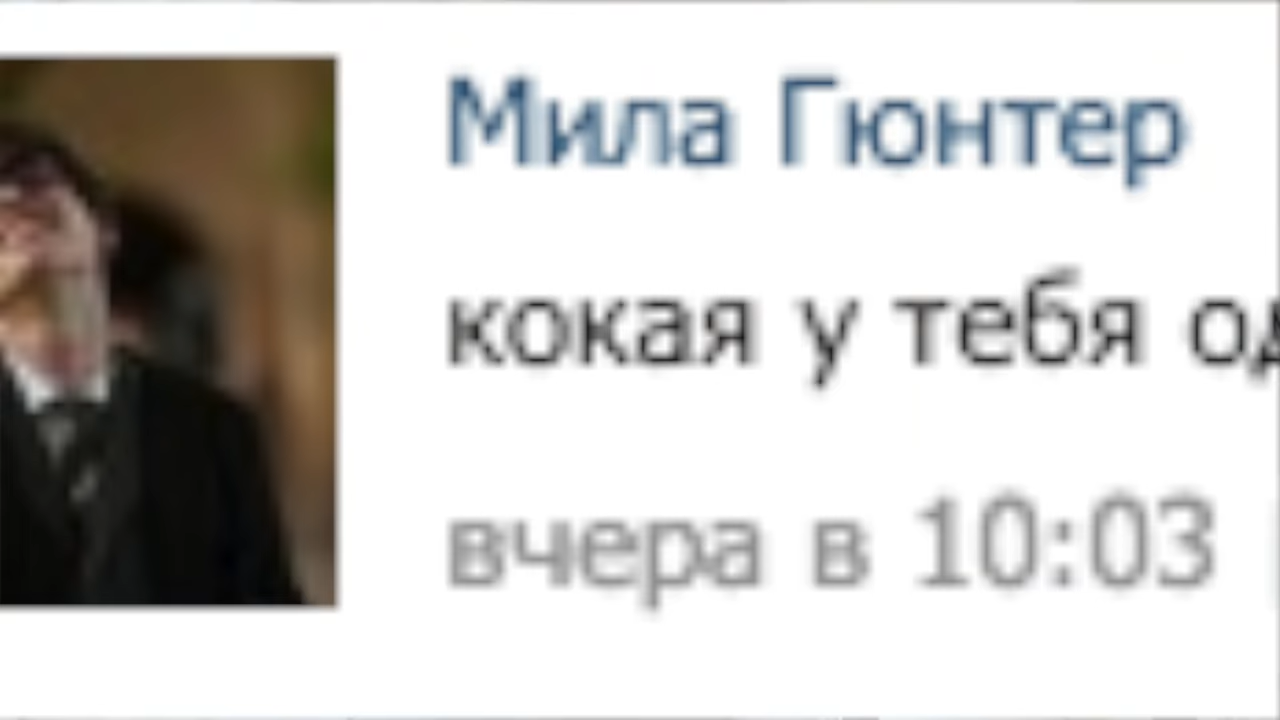 Мила Гюнтер
кокая у тебя
вчера в 10:03